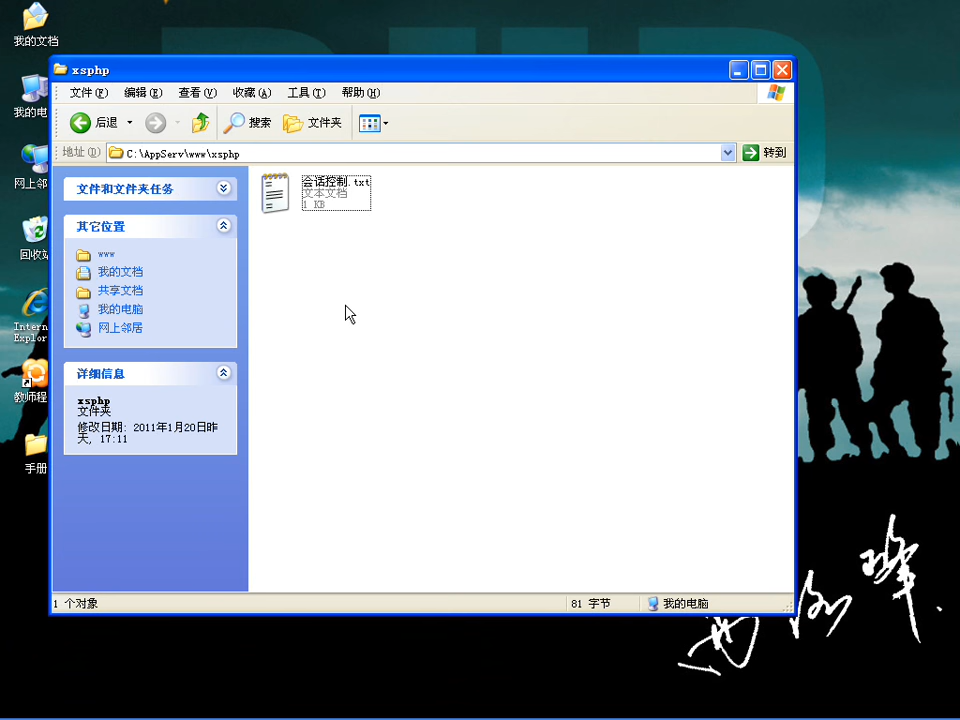 我的文档
我的电
网上邻
回收站
Intern
Explor
教师程
手册
xsphp
文件(F) 编辑(E) 查看(V) 收藏(A) 工具(T) 帮助(H)
后退 搜索 文件夹
地址(D) C:\AppServ\www\xsphp 转到
文件和文件夹任务
其它位置
www
我的文档
共享文档
我的电脑
网上邻居
详细信息
xsphp
文件夹
修改日期: 2011年1月20日昨
天, 17:11
会话控制.txt
文本文档
1 KB
1 个对象 81 字节 我的电脑